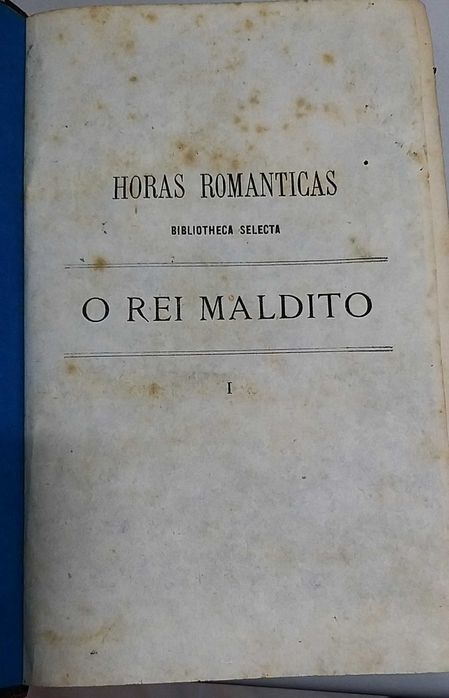 HORAS ROMANTICAS
BIBLIOTHECA SELECTA
O REI MALDITO
I